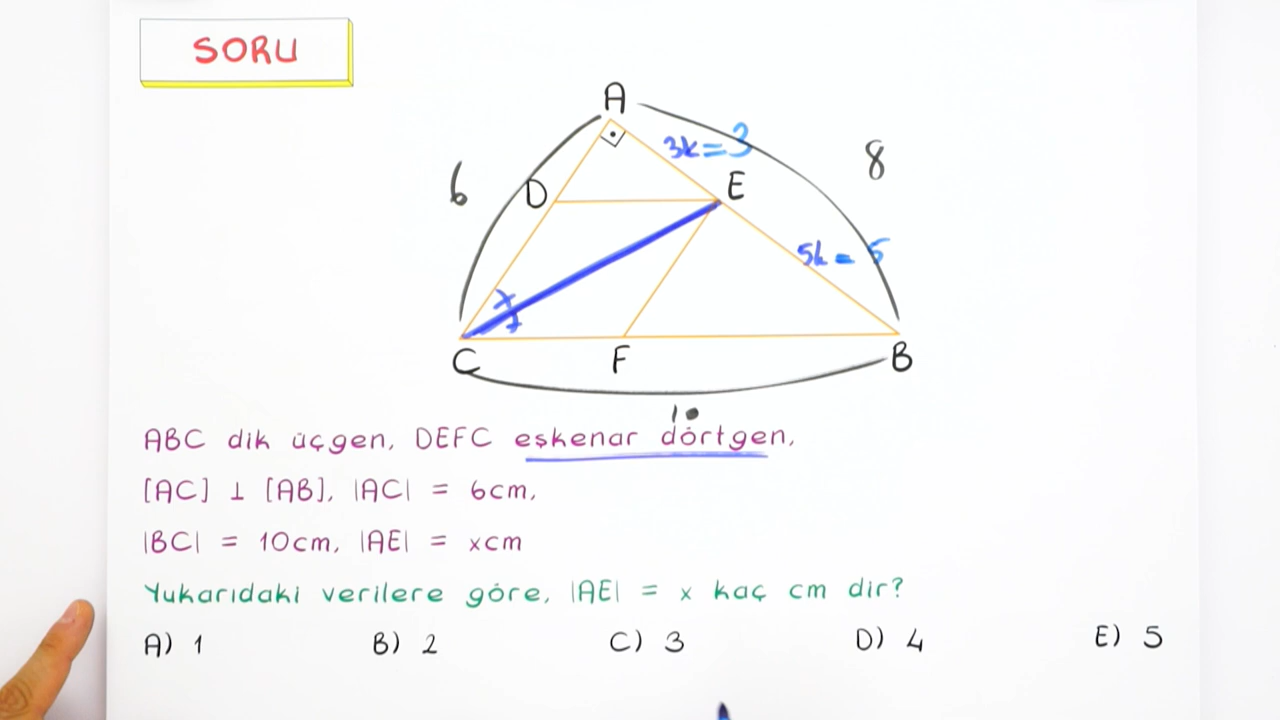 SORU
A
3k = 3
8
6
D
E
5k = 5
C
F
B
10
ABC dik üçgen, DEFC eşkenar dörtgen,
[AC] ⊥ [AB], |AC| = 6cm,
|BC| = 10cm, |AE| = xcm
Yukarıdaki verilere göre, |AE| = x kaç cm dir?
A) 1 B) 2 C) 3 D) 4 E) 5